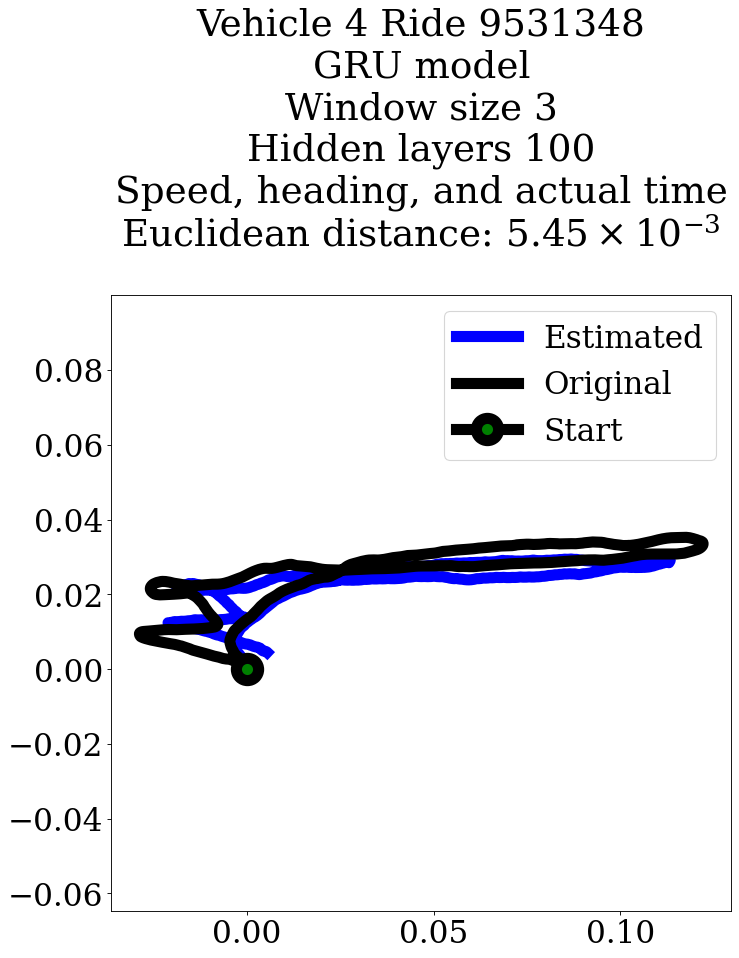 Vehicle 4 Ride 9531348
GRU model
Window size 3
Hidden layers 100
Speed, heading, and actual time
Euclidean distance: 5.45 × 10⁻³
Estimated
Original
Start
0.08
0.06
0.04
0.02
0.00
−0.02
−0.04
−0.06
0.00 0.05 0.10